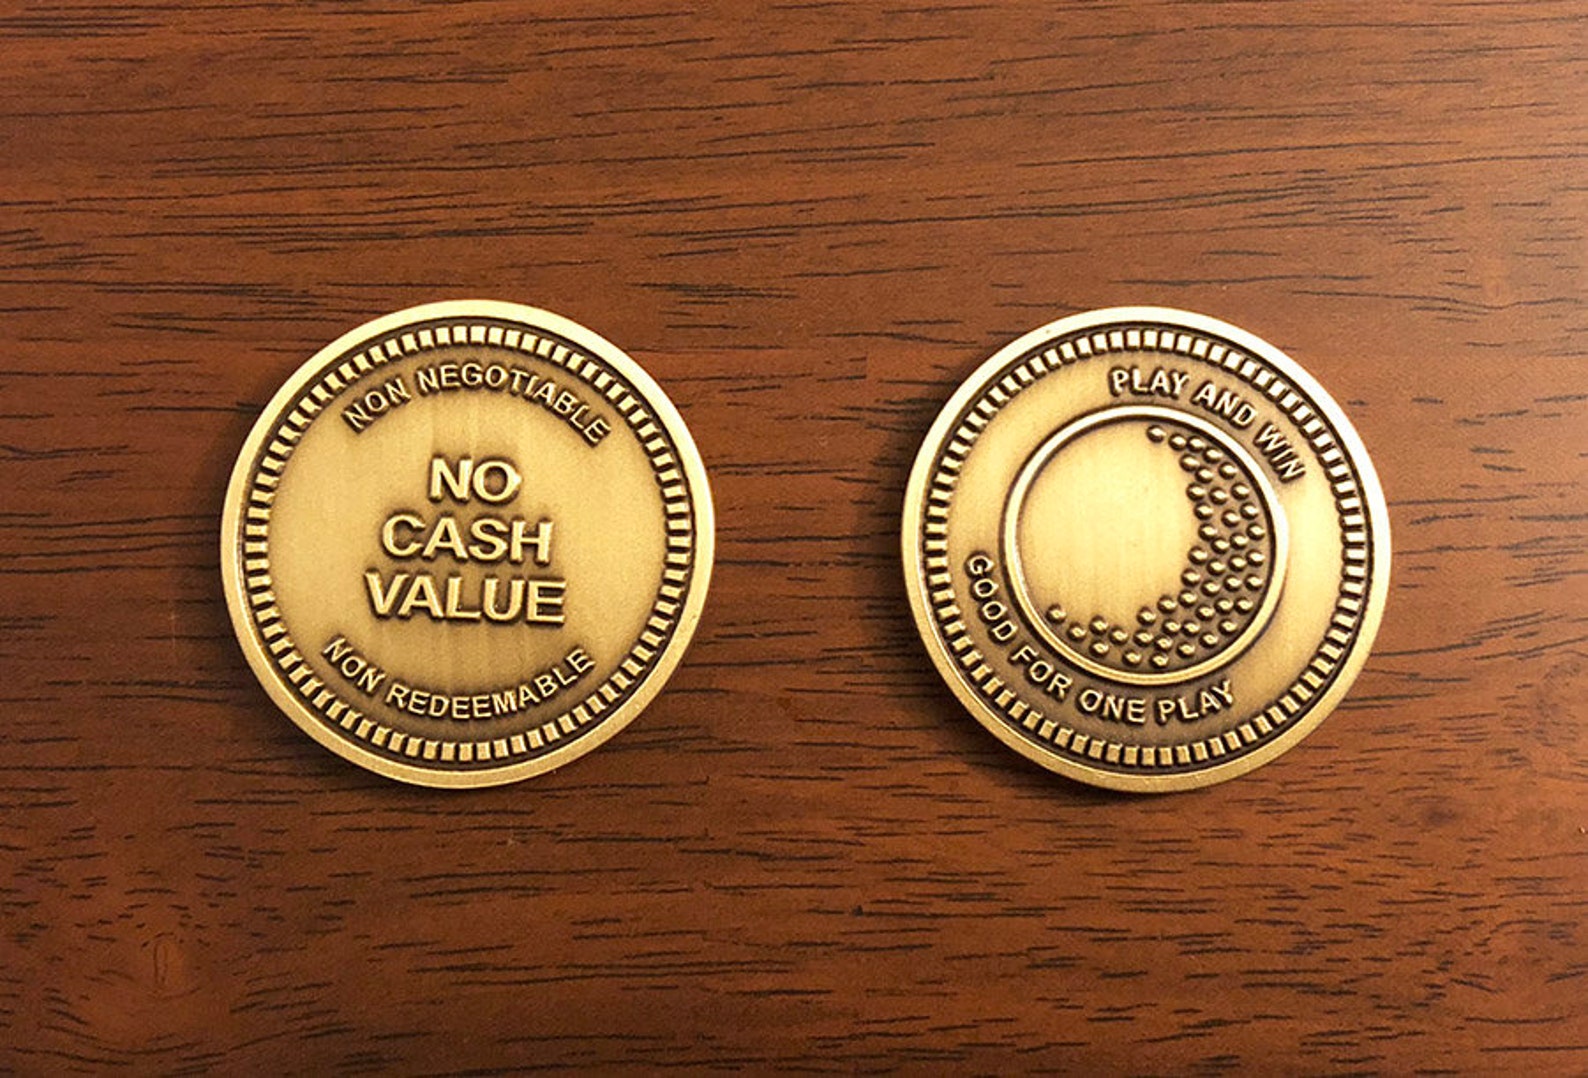 NON NEGOTIABLE
NO
CASH
VALUE
NON REDEEMABLE
PLAY AND WIN
GOOD FOR ONE PLAY